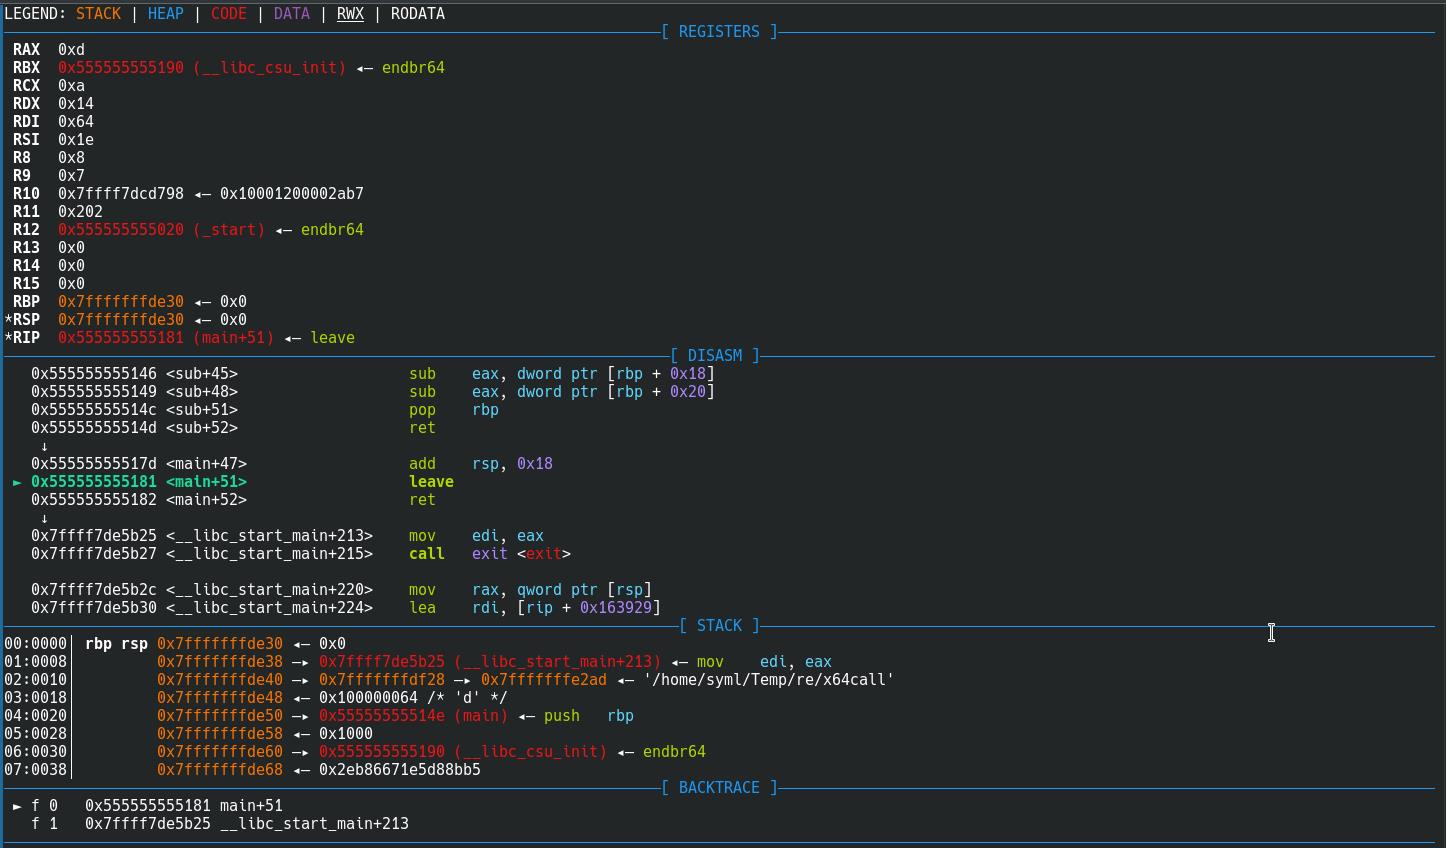 LEGEND: STACK | HEAP | CODE | DATA | RWX | RODATA
[ REGISTERS ]
RAX  0xd
RBX  0x555555555190 (__libc_csu_init) ◂— endbr64
RCX  0xa
RDX  0x14
RDI  0x64
RSI  0x1e
R8   0x8
R9   0x7
R10  0x7ffff7dcd798 ◂— 0x10001200002ab7
R11  0x202
R12  0x555555555020 (_start) ◂— endbr64
R13  0x0
R14  0x0
R15  0x0
RBP  0x7fffffffde30 ◂— 0x0
*RSP  0x7fffffffde30 ◂— 0x0
*RIP  0x555555555181 (main+51) ◂— leave
[ DISASM ]
0x555555555146 <sub+45>    sub    eax, dword ptr [rbp + 0x18]
0x555555555149 <sub+48>    sub    eax, dword ptr [rbp + 0x20]
0x55555555514c <sub+51>    pop    rbp
0x55555555514d <sub+52>    ret
↓
0x55555555517d <main+47>    add    rsp, 0x18
► 0x555555555181 <main+51>    leave
0x555555555182 <main+52>    ret
↓
0x7ffff7de5b25 <__libc_start_main+213>    mov    edi, eax
0x7ffff7de5b27 <__libc_start_main+215>    call   exit <exit>
0x7ffff7de5b2c <__libc_start_main+220>    mov    rax, qword ptr [rsp]
0x7ffff7de5b30 <__libc_start_main+224>    lea    rdi, [rip + 0x163929]
[ STACK ]
00:0000│ rbp rsp 0x7fffffffde30 ◂— 0x0
01:0008│         0x7fffffffde38 —▸ 0x7ffff7de5b25 (__libc_start_main+213) ◂— mov    edi, eax
02:0010│         0x7fffffffde40 —▸ 0x7fffffffdf28 —▸ 0x7fffffffe2ad ◂— '/home/syml/Temp/re/x64call'
03:0018│         0x7fffffffde48 ◂— 0x100000064 /* 'd' */
04:0020│         0x7fffffffde50 —▸ 0x55555555514e (main) ◂— push   rbp
05:0028│         0x7fffffffde58 ◂— 0x1000
06:0030│         0x7fffffffde60 —▸ 0x555555555190 (__libc_csu_init) ◂— endbr64
07:0038│         0x7fffffffde68 ◂— 0x2eb86671e5d88bb5
[ BACKTRACE ]
► f 0   0x555555555181 main+51
f 1   0x7ffff7de5b25 __libc_start_main+213